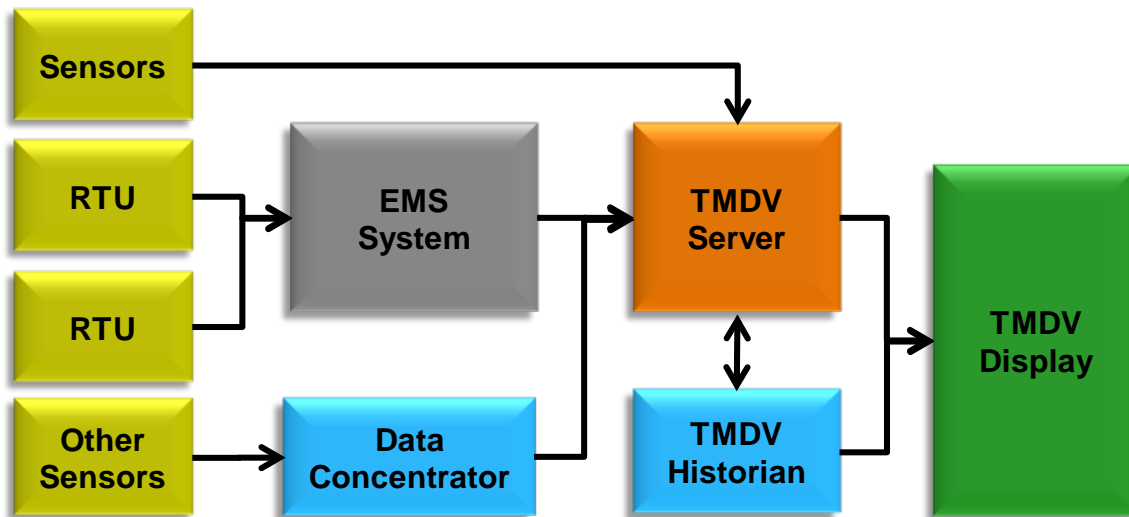 Sensors
RTU
RTU
Other
Sensors
EMS
System
Data
Concentrator
TMDV
Server
TMDV
Historian
TMDV
Display